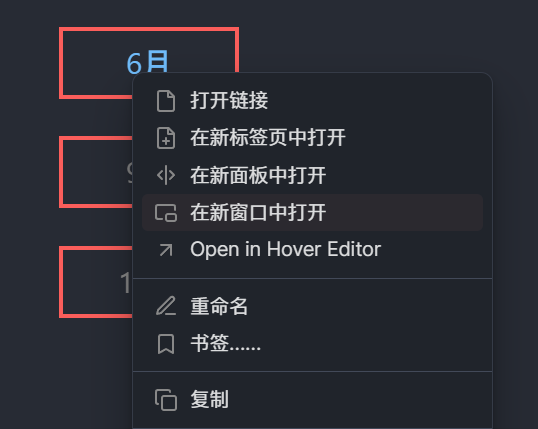 6月
打开链接
在新标签页中打开
在新面板中打开
在新窗口中打开
Open in Hover Editor
重命名
书签......
复制